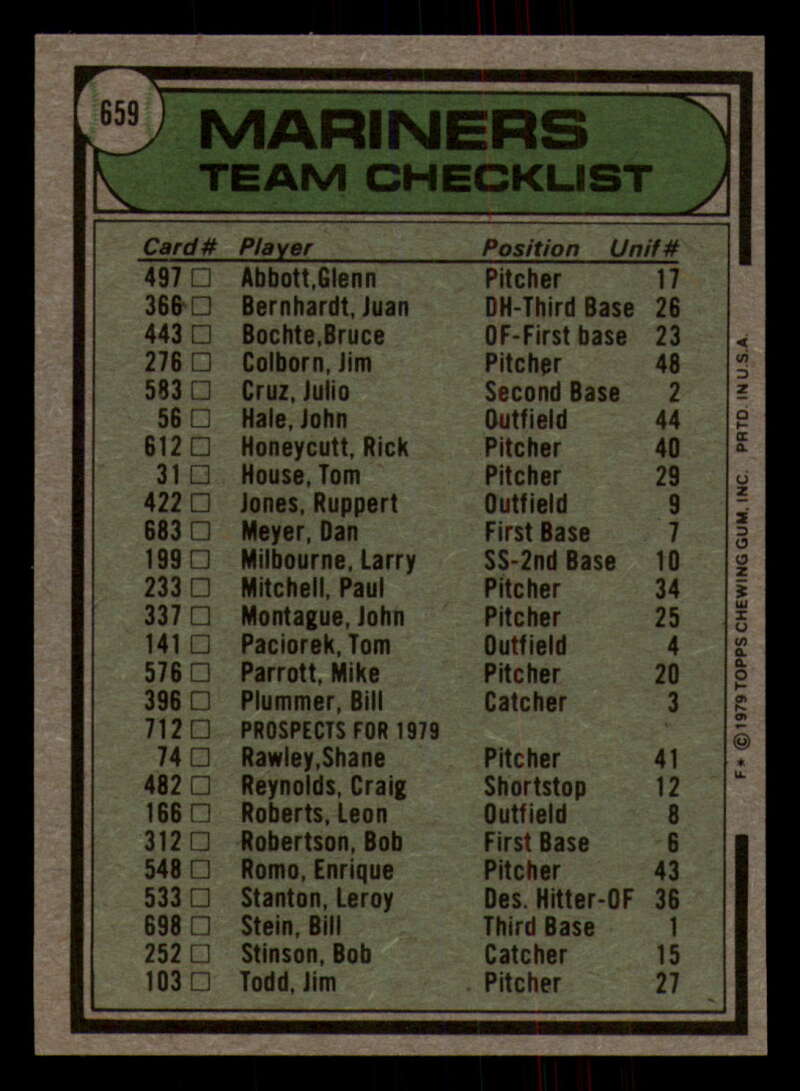 659
MARINERS
TEAM CHECKLIST
Card# Player Position Unif#
497 □ Abbott,Glenn Pitcher 17
366 □ Bernhardt, Juan DH-Third Base 26
443 □ Bochte,Bruce OF-First base 23
276 □ Colborn, Jim Pitcher 48
583 □ Cruz, Julio Second Base 2
56 □ Hale, John Outfield 44
612 □ Honeycutt, Rick Pitcher 40
31 □ House, Tom Pitcher 29
422 □ Jones, Ruppert Outfield 9
683 □ Meyer, Dan First Base 7
199 □ Milbourne, Larry SS-2nd Base 10
233 □ Mitchell, Paul Pitcher 34
337 □ Montague, John Pitcher 25
141 □ Paciorek, Tom Outfield 4
576 □ Parrott, Mike Pitcher 20
396 □ Plummer, Bill Catcher 3
712 □ PROSPECTS FOR 1979
74 □ Rawley,Shane Pitcher 41
482 □ Reynolds, Craig Shortstop 12
166 □ Roberts, Leon Outfield 8
312 □ Robertson, Bob First Base 6
548 □ Romo, Enrique Pitcher 43
533 □ Stanton, Leroy Des. Hitter-OF 36
698 □ Stein, Bill Third Base 1
252 □ Stinson, Bob Catcher 15
103 □ Todd, Jim Pitcher 27
F* © 1979 TOPPS CHEWING GUM, INC. PRTD. IN U.S.A.